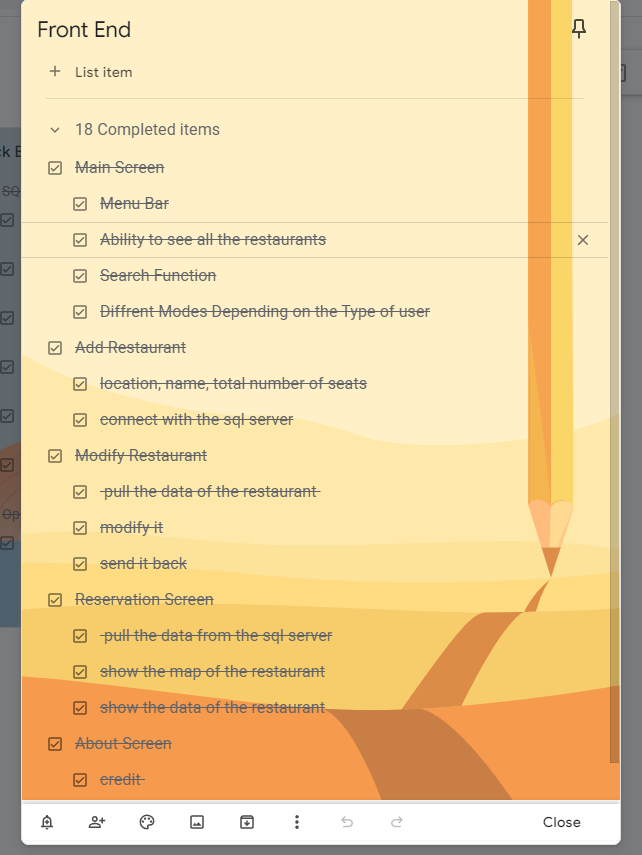 Front End
List item
18 Completed items
Main Screen
Menu Bar
Ability to see all the restaurants
Search Function
Diffrent Modes Depending on the Type of user
Add Restaurant
location, name, total number of seats
connect with the sql server
Modify Restaurant
pull the data of the restaurant
modify it
send it back
Reservation Screen
pull the data from the sql server
show the map of the restaurant
show the data of the restaurant
About Screen
credit
Close